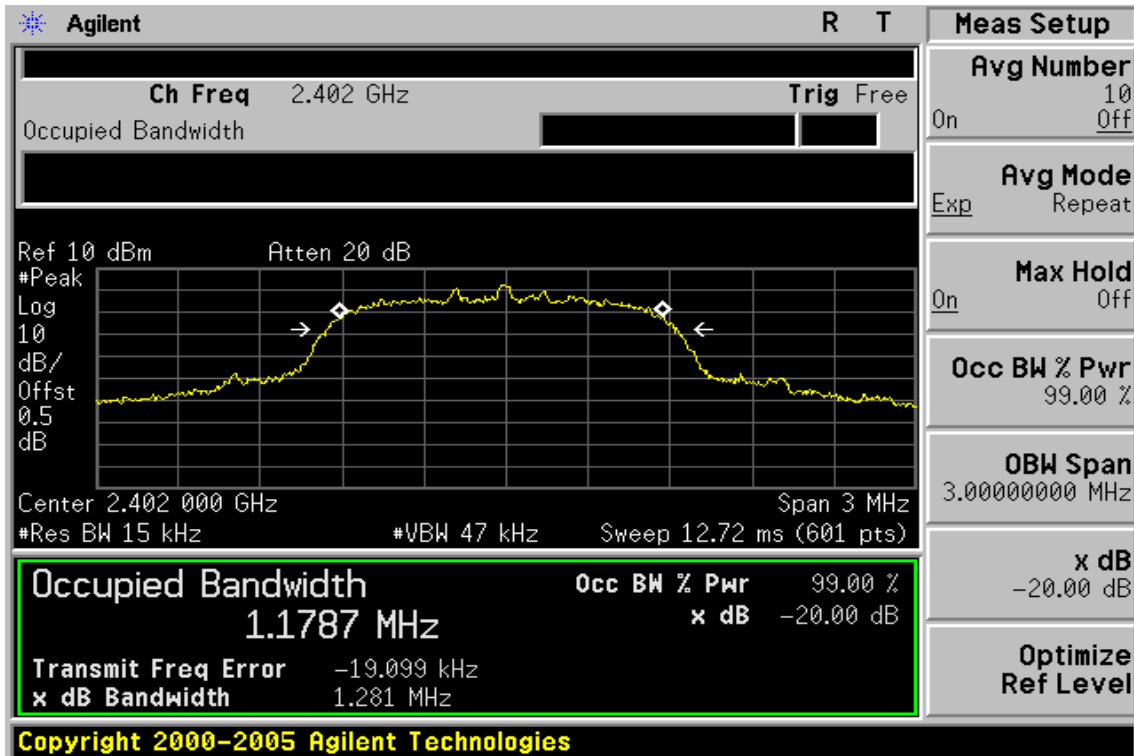 Agilent R T
Ch Freq 2.402 GHz Trig Free
Occupied Bandwidth
Ref 10 dBm Atten 20 dB
#Peak
Log
10
dB/
Offst
0.5
dB
Center 2.402 000 GHz Span 3 MHz
#Res BW 15 kHz #VBW 47 kHz Sweep 12.72 ms (601 pts)
Occupied Bandwidth
1.1787 MHz
Occ BW % Pwr 99.00 %
x dB -20.00 dB
Transmit Freq Error -19.099 kHz
x dB Bandwidth 1.281 MHz
Copyright 2000-2005 Agilent Technologies
Meas Setup
Avg Number
10
On Off
Avg Mode
Exp Repeat
Max Hold
On Off
Occ BW % Pwr
99.00 %
OBW Span
3.00000000 MHz
x dB
-20.00 dB
Optimize
Ref Level